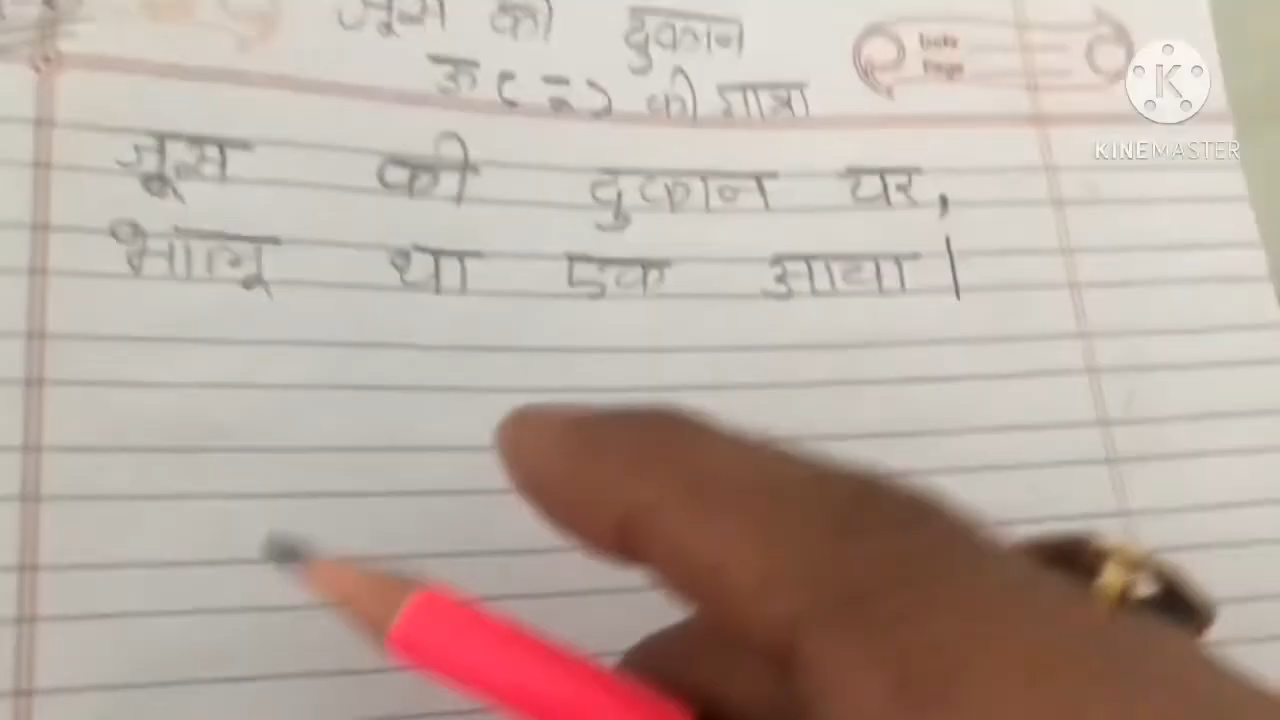 जूस की दुकान
ऊ ( ू ) की मात्रा
KINEMASTER
जूस की दुकान पर,
भालू था एक आया।